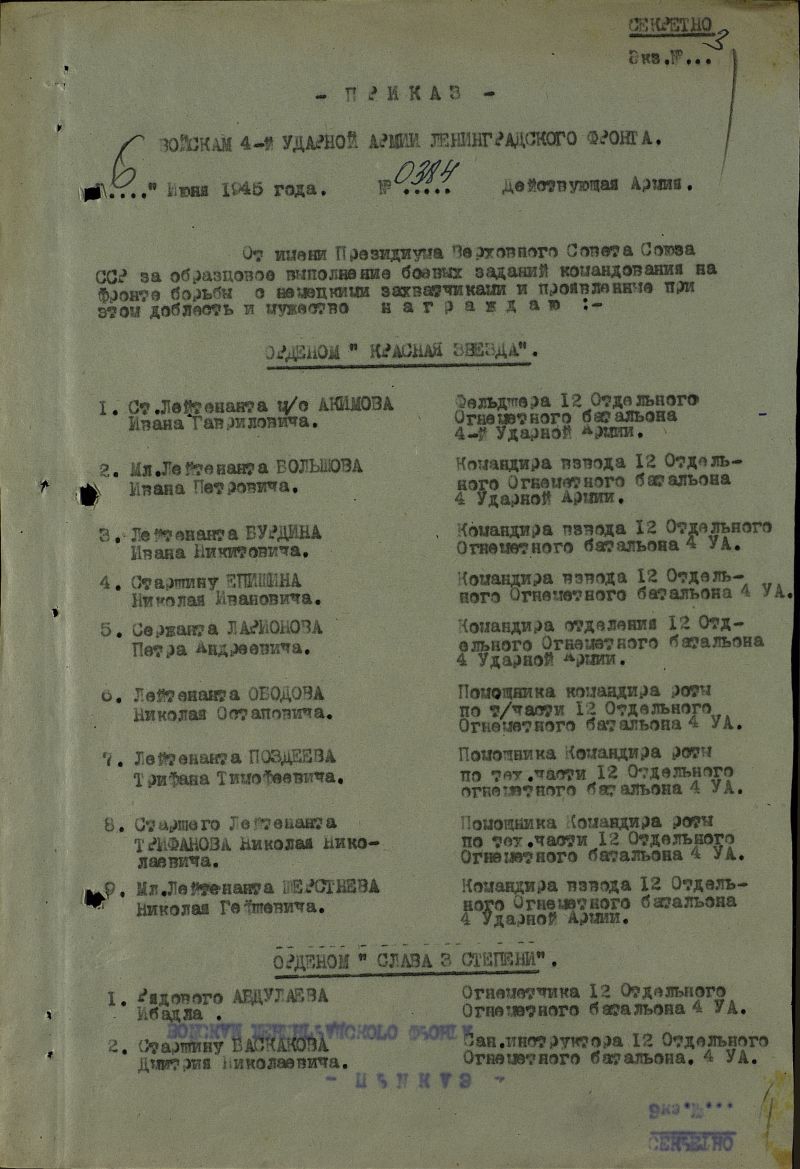 СЕКРЕТНО
3
Экз.№...
- П Р И К А З -
ВОЙСКАМ 4-й УДАРНОЙ АРМИИ ЛЕНИНГРАДСКОГО ФРОНТА.
"6..." Июня 1945 года. № 0384 Действующая Армия.
От имени Президиума Верховного Совета Союза
ССР за образцовое выполнение боевых заданий командования на
фронте борьбы с немецкими захватчиками и проявленные при
этом доблесть и мужество н а г р а ж д а ю :-
ОРДЕНОМ " КРАСНАЯ ЗВЕЗДА".
1. Ст.Лейтенанта м/с АКИМОВА Фельдшера 12 Отдельного
Ивана Гавриловича. Огнеметного батальона
4-й Ударной Армии.
2. Мл.Лейтенанта БОЛЬШОВА Командира взвода 12 Отдель-
Ивана Петровича. ного Огнеметного батальона
4 Ударной Армии.
3. Лейтенанта БУРДИНА Командира взвода 12 Отдельного
Ивана Никитовича. Огнеметного батальона 4 УА.
4. Старшину ЕПИШИНА Командира взвода 12 Отдель-
Николая Ивановича. ного Огнеметного батальона 4 УА.
5. Сержанта ЛАРИОНОВА Командира отделения 12 Отд-
Петра Андреевича. ельного Огнеметного батальона
4 Ударной Армии.
6. Лейтенанта ОБОДОВА Помощника командира роты
Николая Остаповича. по т/части 12 Отдельного
Огнеметного батальона 4 УА.
7. Лейтенанта ПОЗДЕЕВА Помощника Командира роты
Трифана Тимофеевича. по тех.части 12 Отдельного
огнеметного батальона 4 УА.
8. Старшего Лейтенанта Помощника Командира роты
ТРИФАНОВА Николая Нико- по тех.части 12 Отдельного
лаевича. Огнеметного батальона 4 УА.
9. Мл.Лейтенанта ШЕРСТНЕВА Командира взвода 12 Отдель-
Николая ного Огнеметного батальона
4 Ударной Армии.
ОРДЕНОМ " СЛАВА 3 СТЕПЕНИ".
1. Рядового АБДУЛАЕВА Огнеметчика 12 Отдельного
Ибадла . Огнеметного батальона 4 УА.
2. Старшину БАСКАКОВА Сан.инструктора 12 Отдельного
Дмитрия Николаевича. Огнеметного батальона. 4 УА.